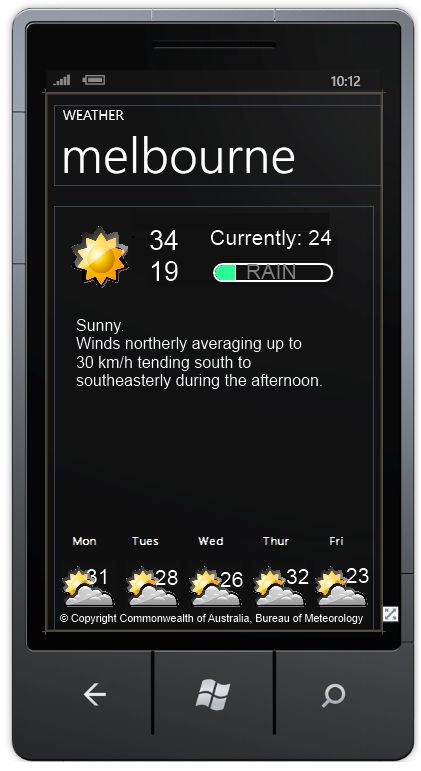 10:12
WEATHER
melbourne
34
19
Currently: 24
RAIN
Sunny.
Winds northerly averaging up to
30 km/h tending south to
southeasterly during the afternoon.
Mon Tues Wed Thur Fri
31 28 26 32 23
© Copyright Commonwealth of Australia, Bureau of Meteorology